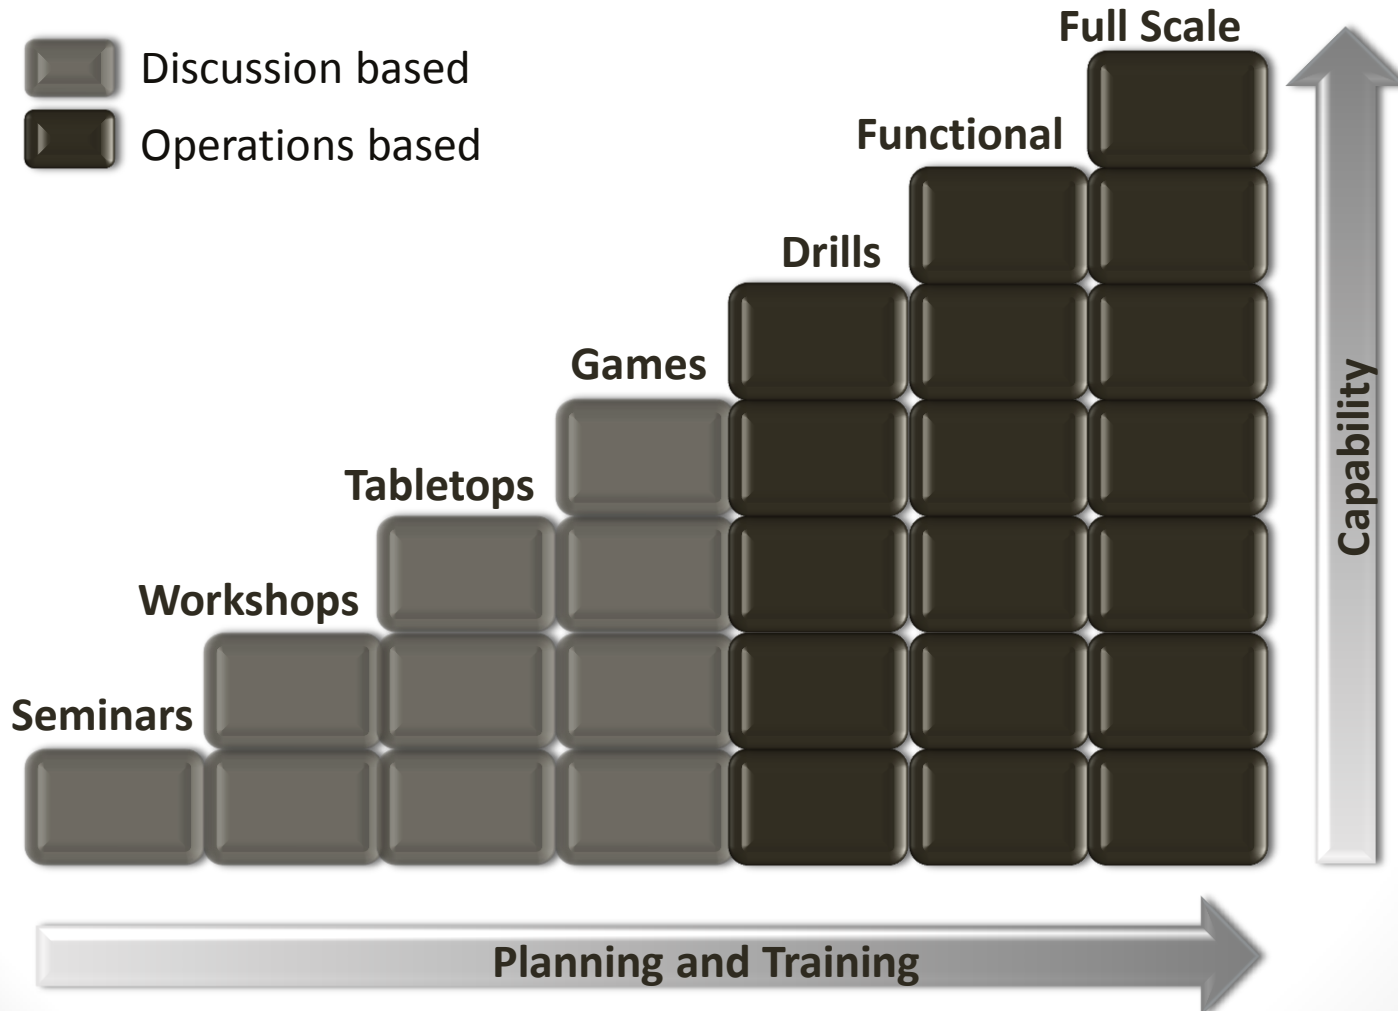 Full Scale
Discussion based
Operations based
Functional
Drills
Games
Tabletops
Workshops
Seminars
Capability
Planning and Training